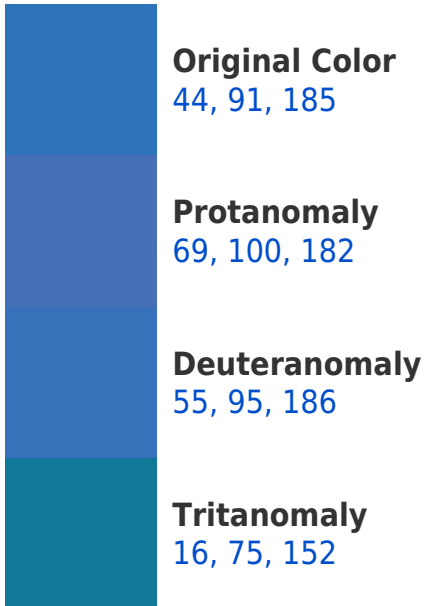 Original Color
44, 91, 185
Protanomaly
69, 100, 182
Deuteranomaly
55, 95, 186
Tritanomaly
16, 75, 152